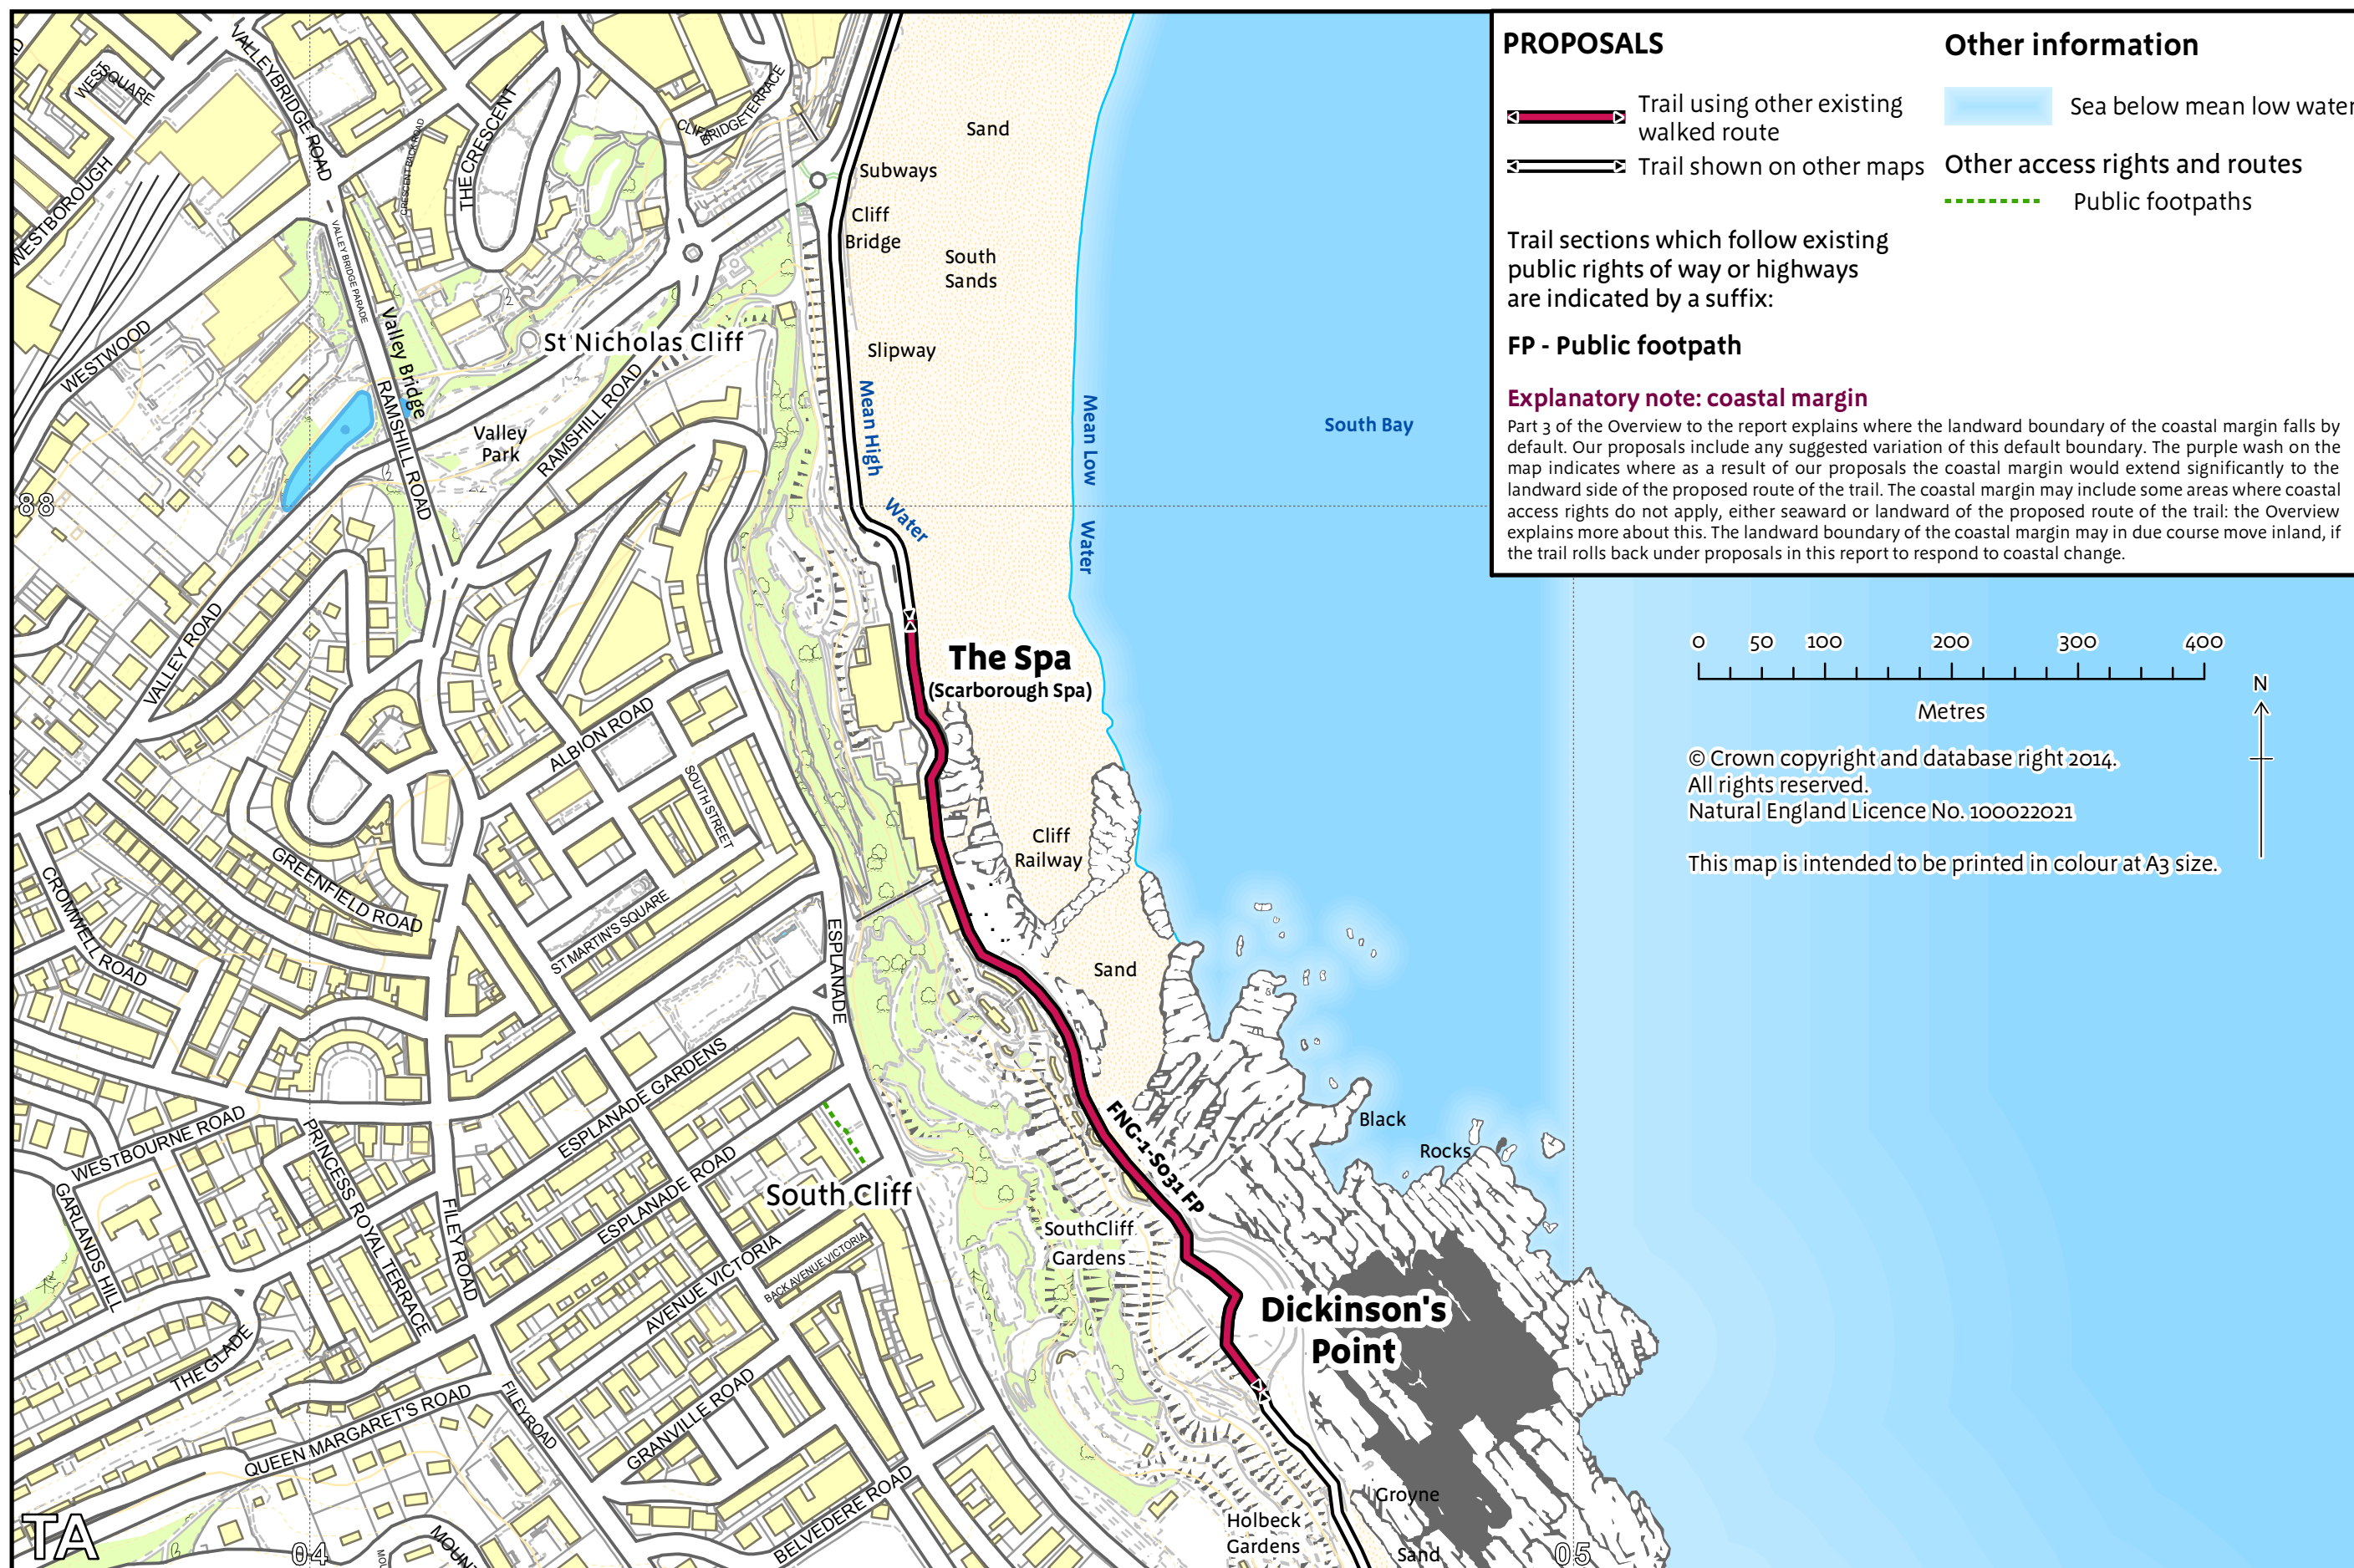 PROPOSALS
Trail using other existing
walked route
Trail shown on other maps
Trail sections which follow existing
public rights of way or highways
are indicated by a suffix:
FP - Public footpath
Other information
Sea below mean low water
Other access rights and routes
Public footpaths
Explanatory note: coastal margin
Part 3 of the Overview to the report explains where the landward boundary of the coastal margin falls by
default. Our proposals include any suggested variation of this default boundary. The purple wash on the
map indicates where as a result of our proposals the coastal margin would extend significantly to the
landward side of the proposed route of the trail. The coastal margin may include some areas where coastal
access rights do not apply, either seaward or landward of the proposed route of the trail: the Overview
explains more about this. The landward boundary of the coastal margin may in due course move inland, if
the trail rolls back under proposals in this report to respond to coastal change.
0 50 100 200 300 400
Metres
N
© Crown copyright and database right 2014.
All rights reserved.
Natural England Licence No. 100022021
This map is intended to be printed in colour at A3 size.
WEST SQUARE
VALLEYBRIDGE ROAD
WESTBOROUGH
CRESCENT BACK ROAD
THE CRESCENT
CLIFF BRIDGE TERRACE
Sand
Subways
Cliff
Bridge
South
Sands
VALLEY BRIDGE PARADE
Valley Bridge
WESTWOOD
St Nicholas Cliff
Slipway
Mean High
Water
Mean Low
Water
South Bay
RAMSHILL ROAD
RAMSHILL ROAD
Valley
Park
88
VALLEY ROAD
The Spa
(Scarborough Spa)
ALBION ROAD
SOUTH STREET
Cliff
Railway
GREENFIELD ROAD
CROMWELL ROAD
ST MARTIN'S SQUARE
ESPLANADE
Sand
ESPLANADE GARDENS
FNG-1-S031 FP
Black
Rocks
WESTBOURNE ROAD
PRINCESS ROYAL TERRACE
GARLANDS HILL
FILEY ROAD
ESPLANADE ROAD
South Cliff
SouthCliff
Gardens
AVENUE VICTORIA
BACK AVENUE VICTORIA
Dickinson's
Point
THE GLADE
QUEEN MARGARET'S ROAD
FILEYROAD
GRANVILLE ROAD
BELVEDERE ROAD
Groyne
Holbeck
Gardens
Sand
TA
04
05